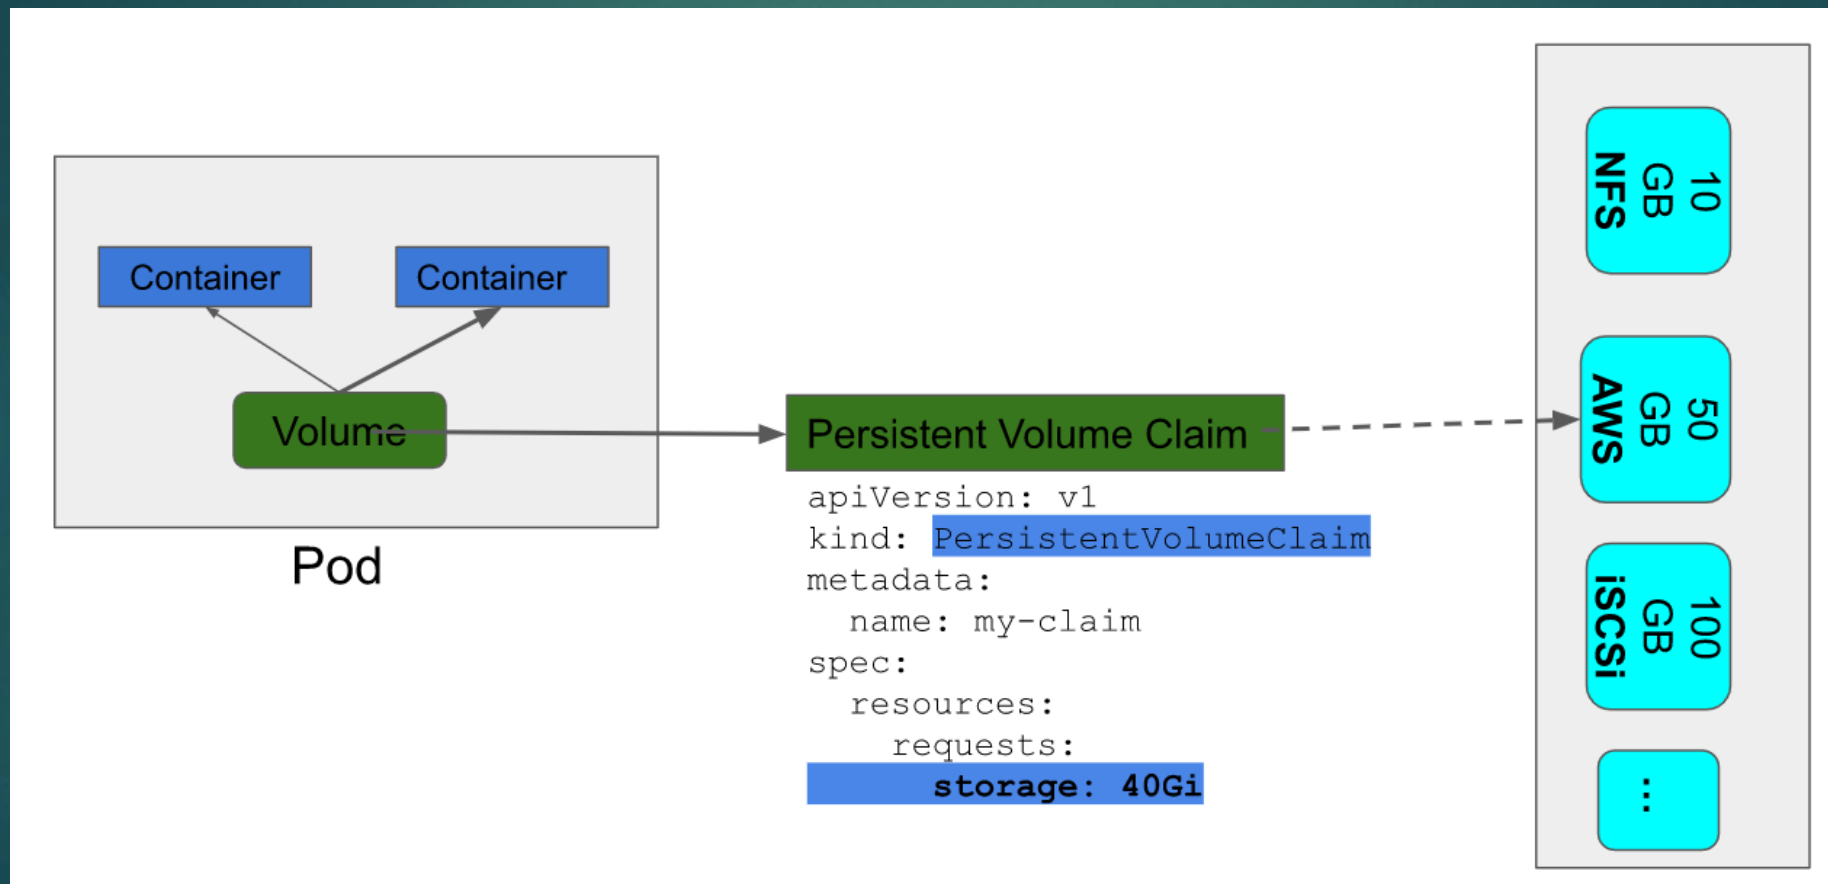 Container
Container
Volume
Pod
Persistent Volume Claim
apiVersion: v1
kind: PersistentVolumeClaim
metadata:
  name: my-claim
spec:
  resources:
    requests:
      storage: 40Gi
10
GB
NFS
50
GB
AWS
100
GB
iSCSi
...